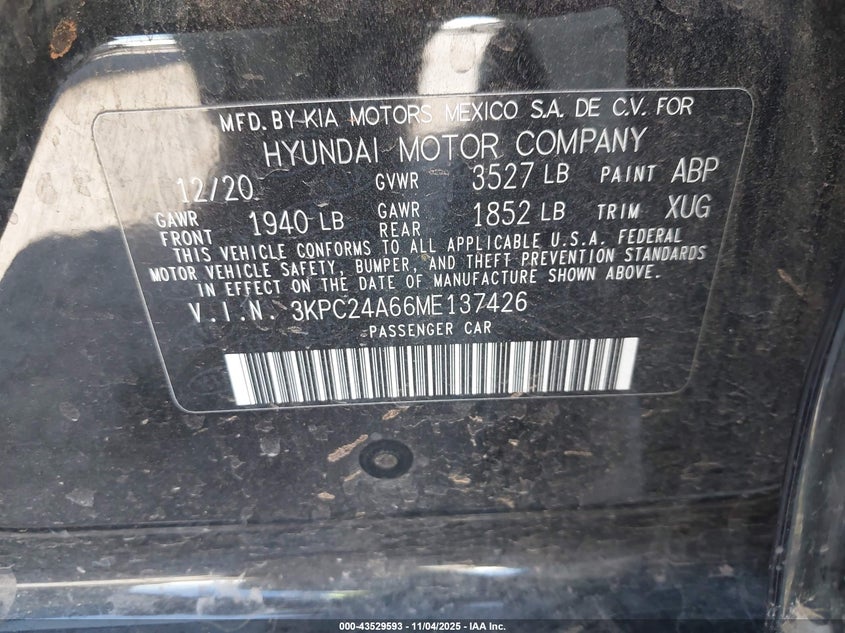 MFD. BY KIA MOTORS MEXICO S.A. DE C.V. FOR
HYUNDAI MOTOR COMPANY
12/20 GVWR 3527 LB PAINT ABP
GAWR FRONT 1940 LB GAWR REAR 1852 LB TRIM XUG
THIS VEHICLE CONFORMS TO ALL APPLICABLE U.S.A. FEDERAL
MOTOR VEHICLE SAFETY, BUMPER, AND THEFT PREVENTION STANDARDS
IN EFFECT ON THE DATE OF MANUFACTURE SHOWN ABOVE.
V.I.N. 3KPC24A66ME137426
PASSENGER CAR
000-43529593 - 11/04/2025 - IAA Inc.